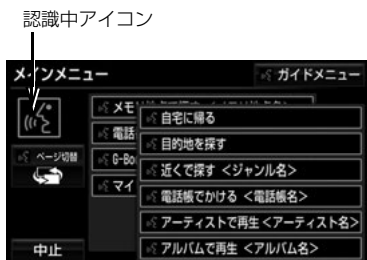 認識中アイコン
メインメニュー
ガイドメニュー
メモ
自宅に帰る
電話
目的地を探す
ページ切替
G-Bo
近くで探す <ジャンル名>
マイ
電話帳でかける <電話帳名>
アーティストで再生 <アーティスト名>
中止
アルバムで再生 <アルバム名>